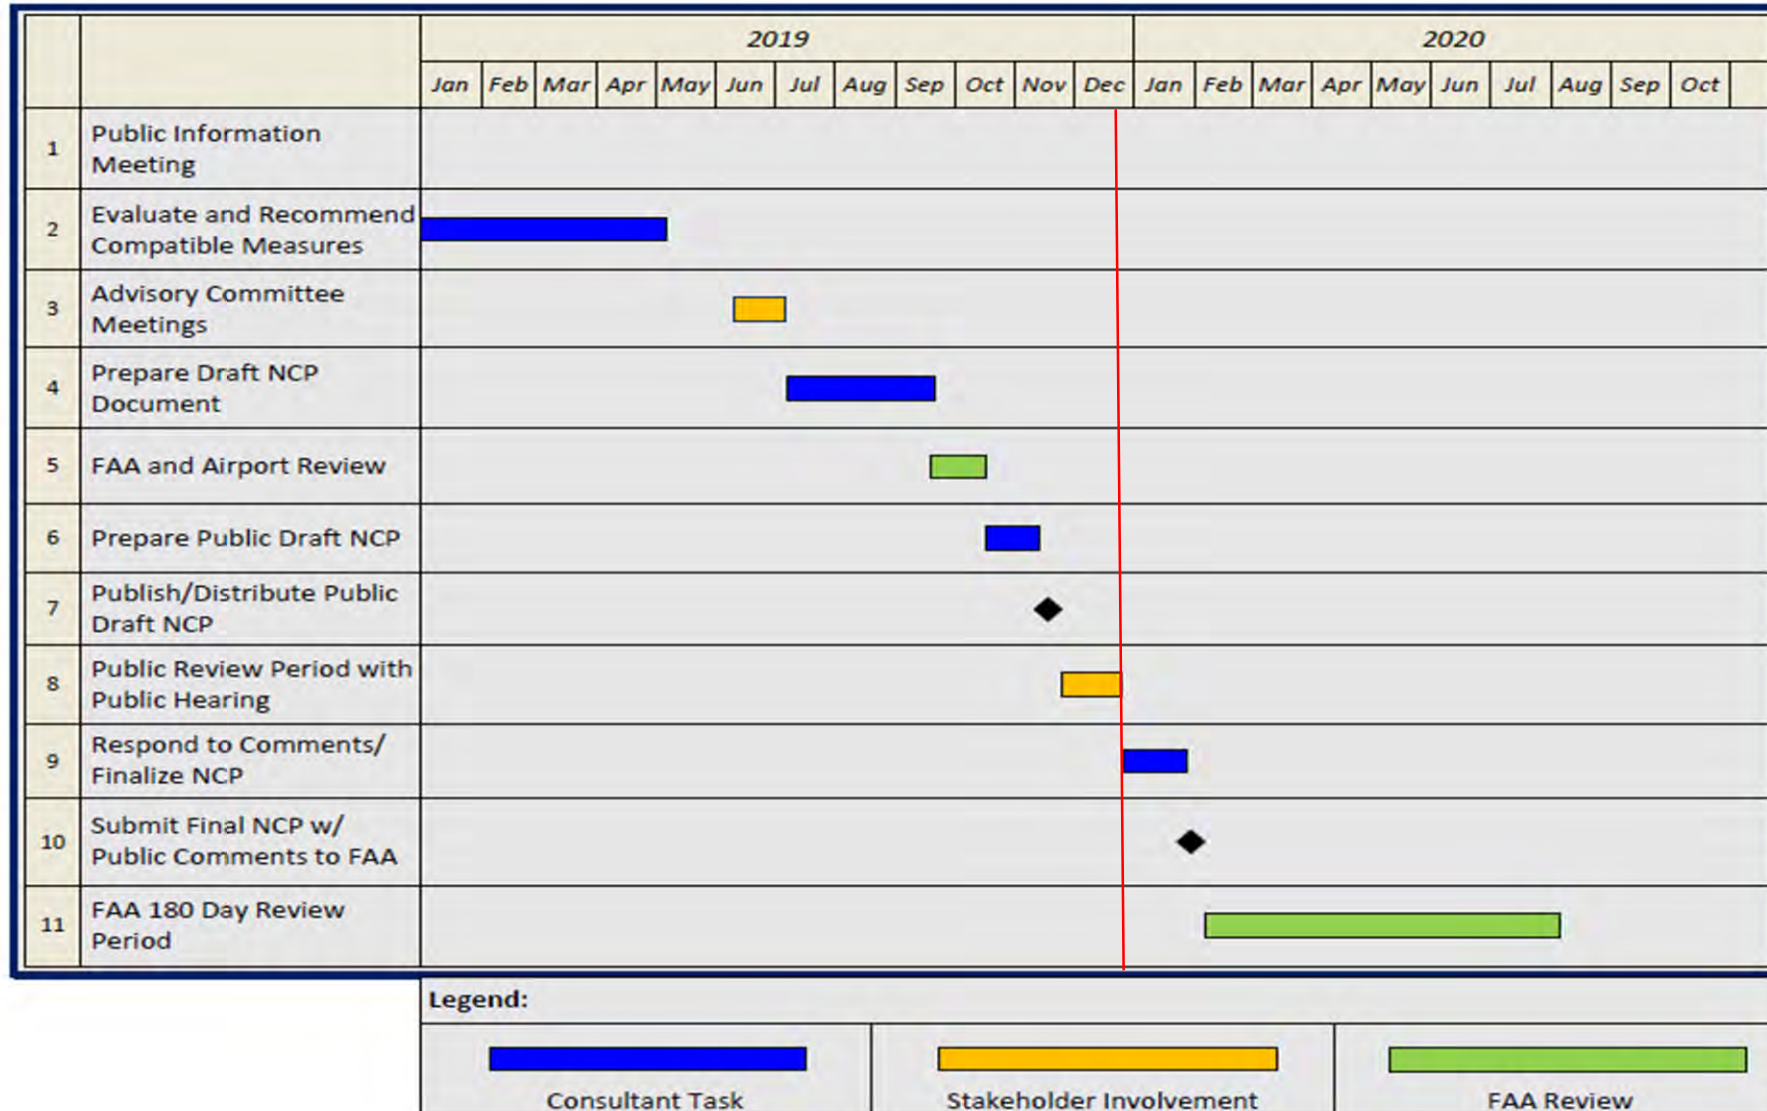 2019 2020
Jan Feb Mar Apr May Jun Jul Aug Sep Oct Nov Dec Jan Feb Mar Apr May Jun Jul Aug Sep Oct
1 Public Information
Meeting
2 Evaluate and Recommend
Compatible Measures
3 Advisory Committee
Meetings
4 Prepare Draft NCP
Document
5 FAA and Airport Review
6 Prepare Public Draft NCP
7 Publish/Distribute Public
Draft NCP
8 Public Review Period with
Public Hearing
9 Respond to Comments/
Finalize NCP
10 Submit Final NCP w/
Public Comments to FAA
11 FAA 180 Day Review
Period
Legend:
Consultant Task Stakeholder Involvement FAA Review